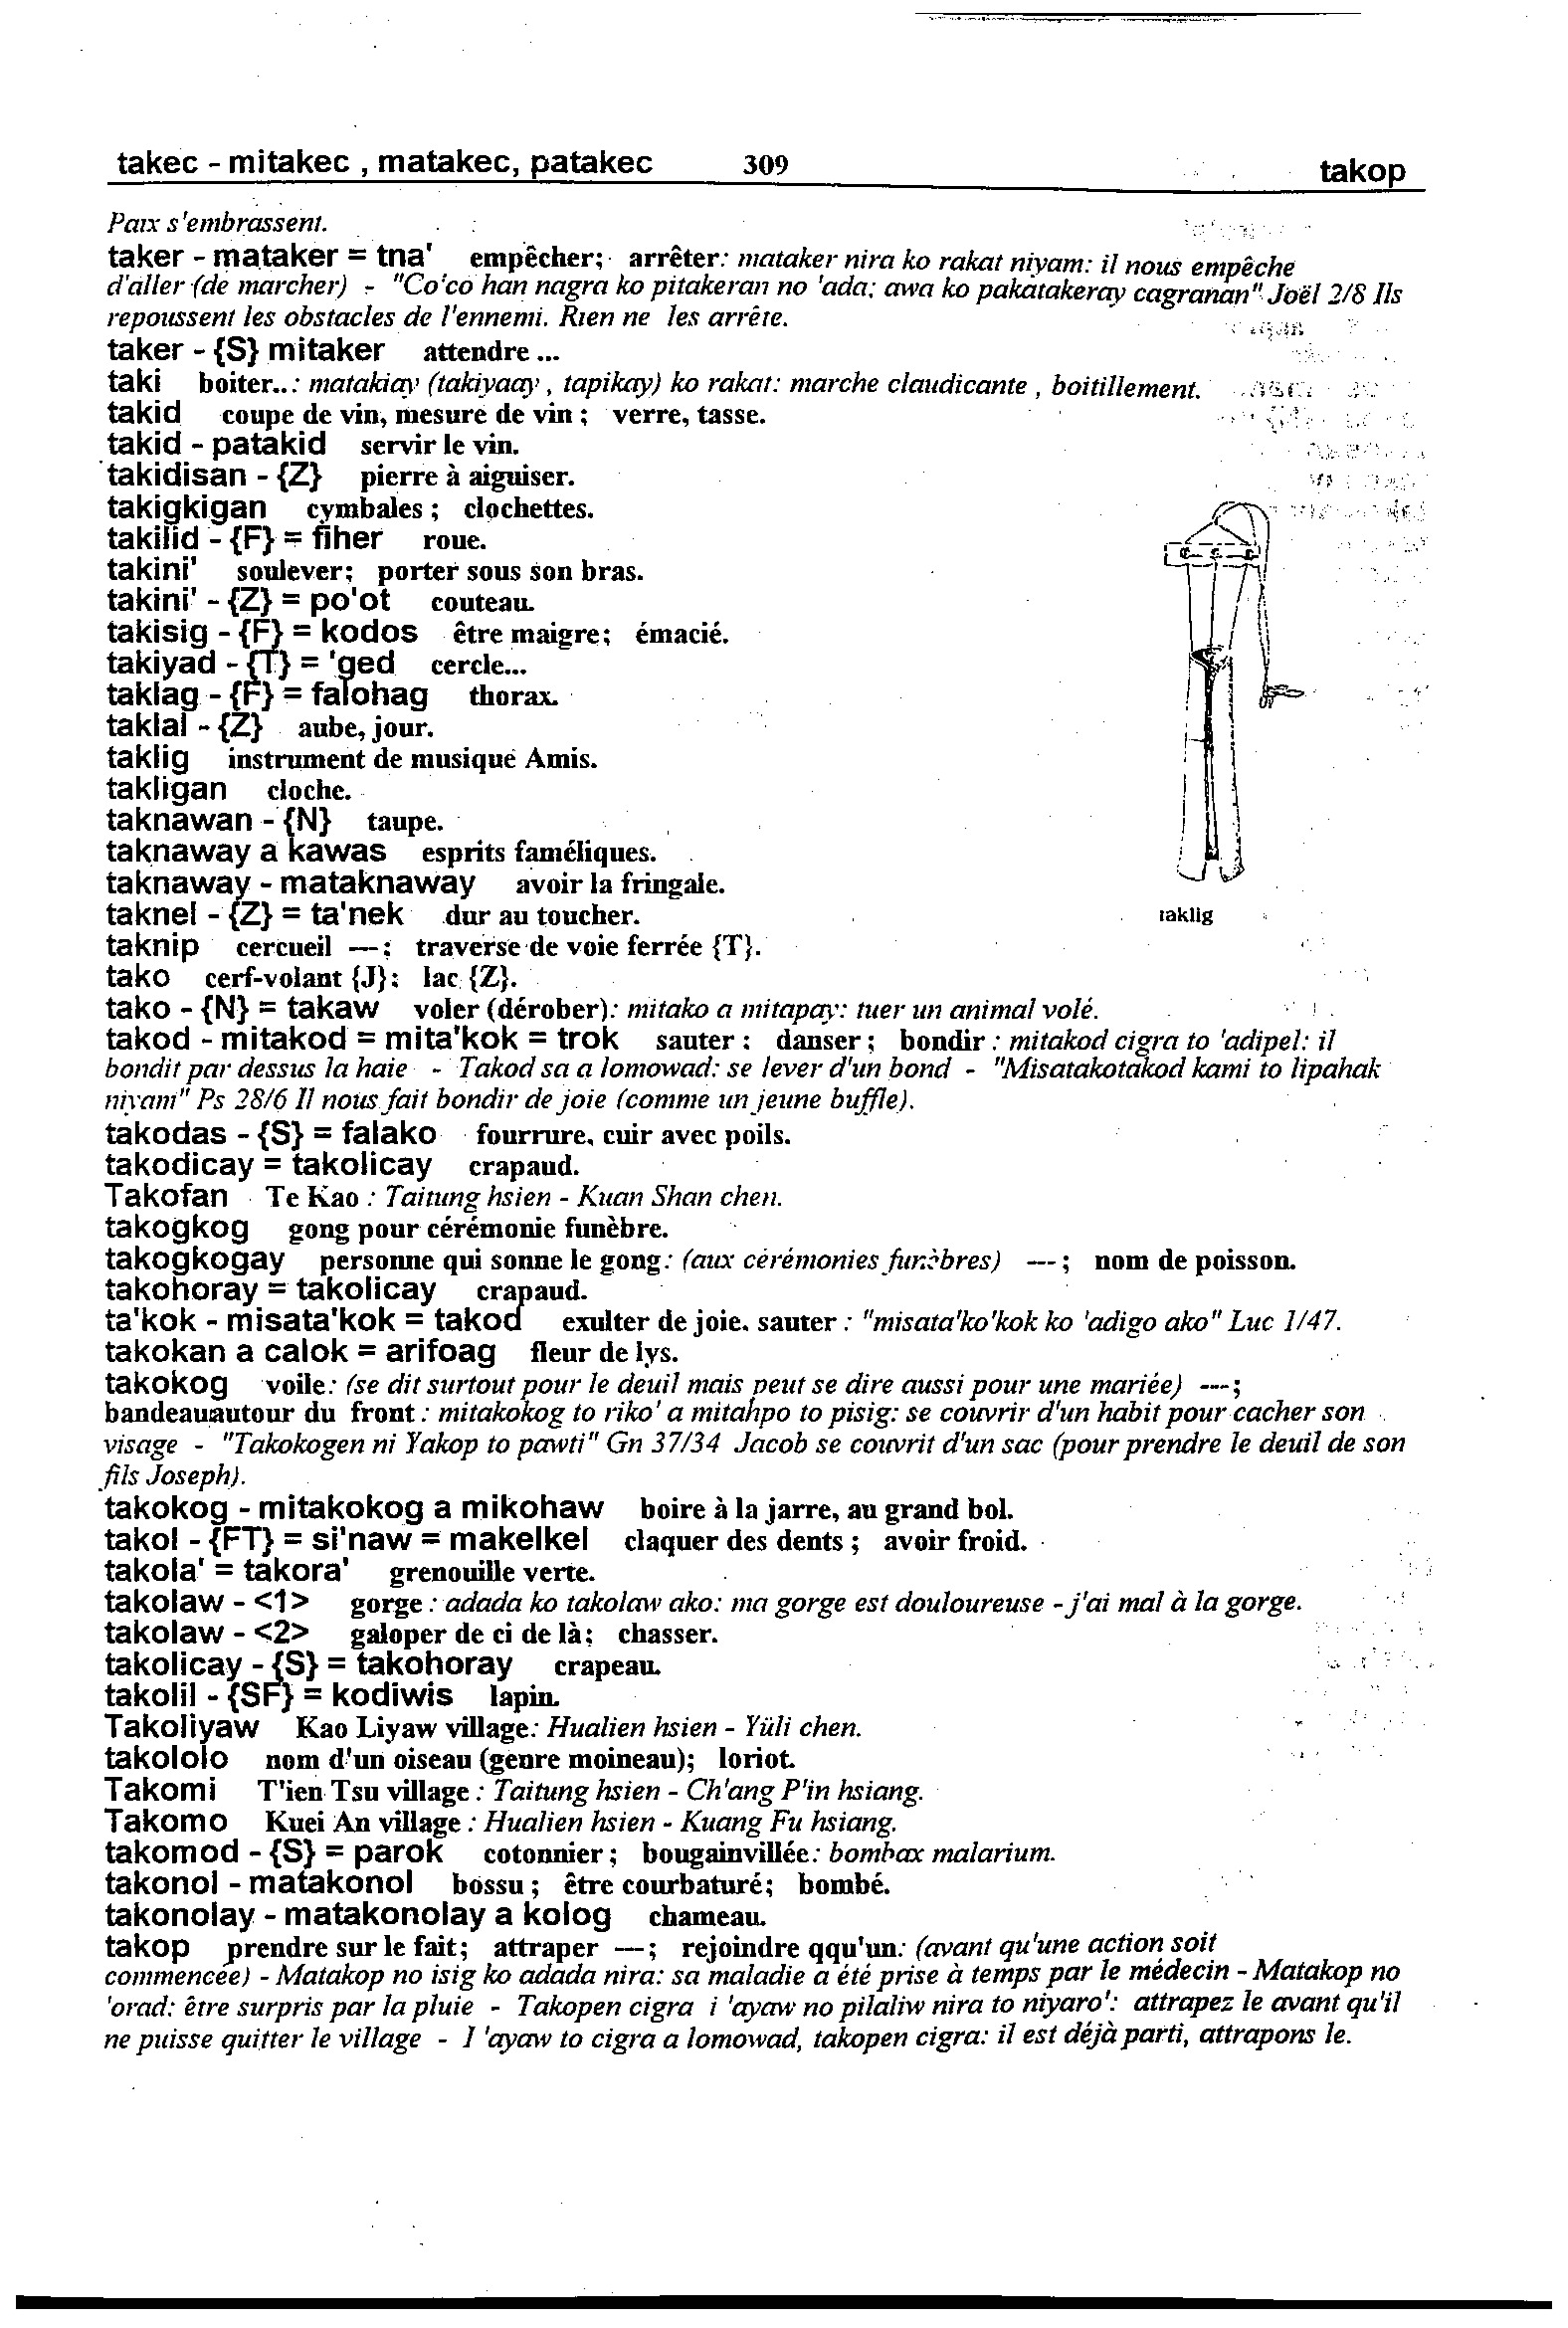 takec - mitakec , matakec, patakec 309 takop
Paix s'embrassent.
taker - mataker = tna' empêcher; arrêter: mataker nira ko rakat niyam: il nous empêche
d'aller (de marcher) - "Co'co han nagra ko pitakeran no 'ada; awa ko pakatakeray cagranan" Joël 2/8 Ils
repoussent les obstacles de l'ennemi. Rien ne les arrête.
taker - {S} mitaker attendre ...
taki boiter..: matakiay (takiyaay , tapikay) ko rakat: marche claudicante , boitillement.
takid coupe de vin, mesure de vin ; verre, tasse.
takid - patakid servir le vin.
takidisan - {Z} pierre à aiguiser.
takigkigan cymbales ; clochettes.
takilid - {F} = fiher roue.
takini' soulever; porter sous son bras.
takini' - {Z} = po'ot couteau.
takisig - {F} = kodos être maigre; émacié.
takiyad - {T} = 'ged cercle...
taklag - {F} = falohag thorax.
taklal - {Z} aube, jour.
taklig instrument de musique Amis.
takligan cloche.
taknawan - {N} taupe.
taknaway a kawas esprits faméliques.
taknaway - mataknaway avoir la fringale.
taknel - {Z} = ta'nek dur au toucher.
taklig
taknip cercueil —; traverse de voie ferrée {T}.
tako cerf-volant {J}; lac {Z}.
tako - {N} = takaw voler (dérober): mitako a mitapay: tuer un animal volé.
takod - mitakod = mita'kok = trok sauter ; danser ; bondir : mitakod cigra to 'adipel: il
bondit par dessus la haie - Takod sa a lomowad: se lever d'un bond - "Misatakotakod kami to lipahak
niyam" Ps 28/6 Il nous fait bondir de joie (comme un jeune buffle).
takodas - {S} = falako fourrure, cuir avec poils.
takodicay = takolicay crapaud.
Takofan Te Kao : Taitung hsien - Kuan Shan chen.
takogkog gong pour cérémonie funèbre.
takogkogay personne qui sonne le gong: (aux cérémonies funèbres) —; nom de poisson.
takohoray = takolicay crapaud.
ta'kok - misata'kok = takod exulter de joie. sauter : "misata'ko'kok ko 'adigo ako" Luc 1/47.
takokan a calok = arifoag fleur de lys.
takokog voile: (se dit surtout pour le deuil mais peut se dire aussi pour une mariée) —;
bandeauautour du front : mitakokog to riko' a mitahpo to pisig: se couvrir d'un habit pour cacher son
visage - "Takokogen ni Yakop to pawti" Gn 37/34 Jacob se couvrit d'un sac (pour prendre le deuil de son
fils Joseph).
takokog - mitakokog a mikohaw boire à la jarre, au grand bol.
takol - {FT} = si'naw = makelkel claquer des dents ; avoir froid.
takola' = takora' grenouille verte.
takolaw - <1> gorge : adada ko takolaw ako: ma gorge est douloureuse - j'ai mal à la gorge.
takolaw - <2> galoper de ci de là; chasser.
takolicay - {S} = takohoray crapeau.
takolil - {SF} = kodiwis lapin.
Takoliyaw Kao Liyaw village: Hualien hsien - Yüli chen.
takololo nom d'un oiseau (genre moineau); loriot.
Takomi T'ien Tsu village : Taitung hsien - Ch'ang P'in hsiang.
Takomo Kuei An village : Hualien hsien - Kuang Fu hsiang.
takomod - {S} = parok cotonnier ; bougainvillée: bombax malarium.
takonol - matakonol bossu ; être courbaturé; bombé.
takonolay - matakonolay a kolog chameau.
takop prendre sur le fait; attraper —; rejoindre qqu'un: (avant qu'une action soit
commencée) - Matakop no isig ko adada nira: sa maladie a été prise à temps par le médecin - Matakop no
'orad: être surpris par la pluie - Takopen cigra i 'ayaw no pilaliw nira to niyaro': attrapez le avant qu'il
ne puisse quitter le village - I 'ayaw to cigra a lomowad, takopen cigra: il est déjà parti, attrapons le.